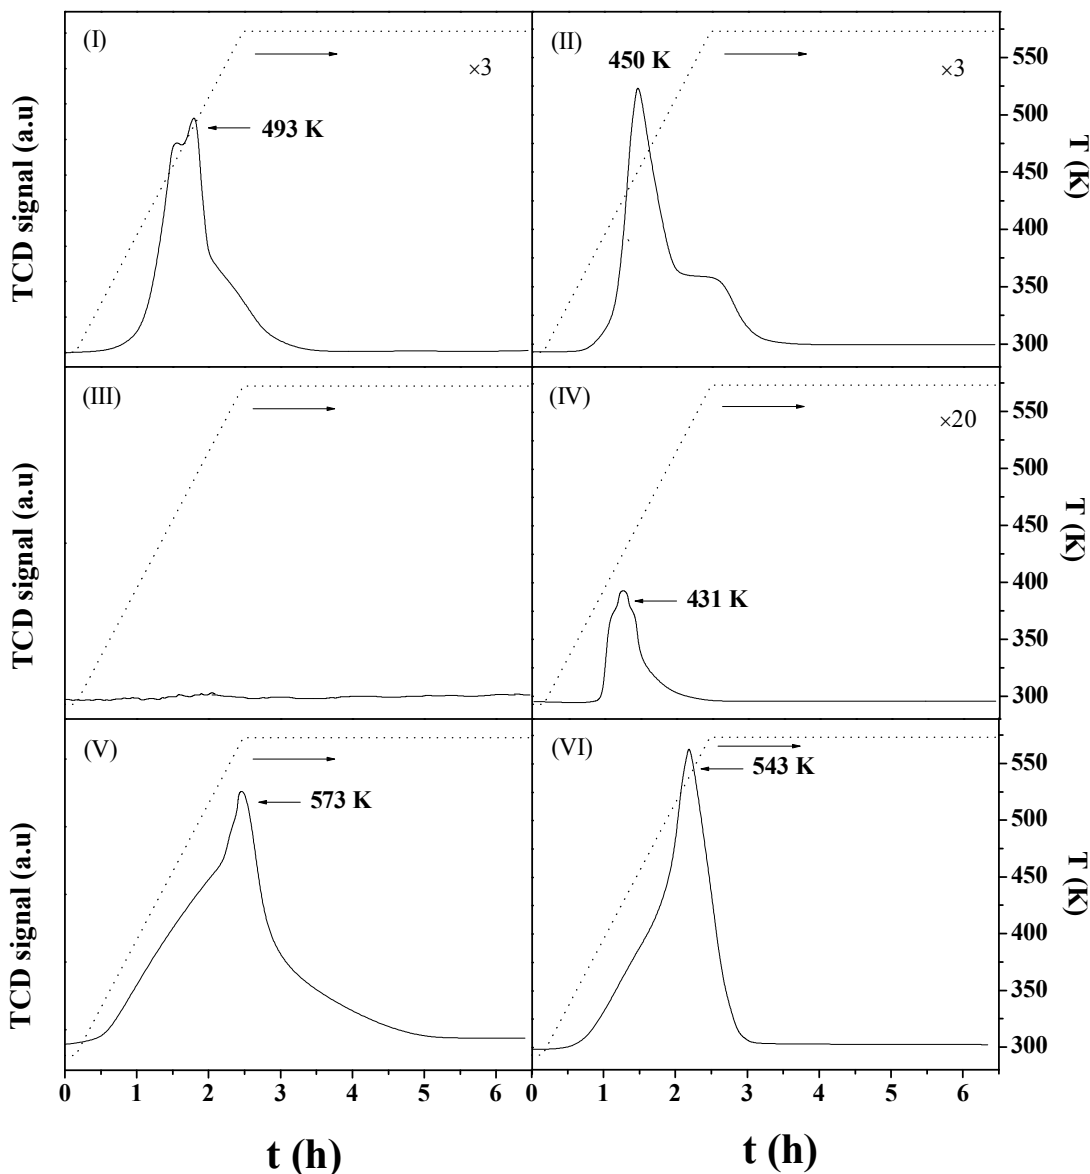 (I)
×3
493 K
TCD signal (a.u)
(II)
450 K
×3
550
500
450
400
350
300
T (K)
(III)
TCD signal (a.u)
(IV)
×20
431 K
550
500
450
400
350
300
T (K)
(V)
573 K
TCD signal (a.u)
(VI)
543 K
550
500
450
400
350
300
T (K)
0 1 2 3 4 5 6
0 1 2 3 4 5 6
t (h)
t (h)